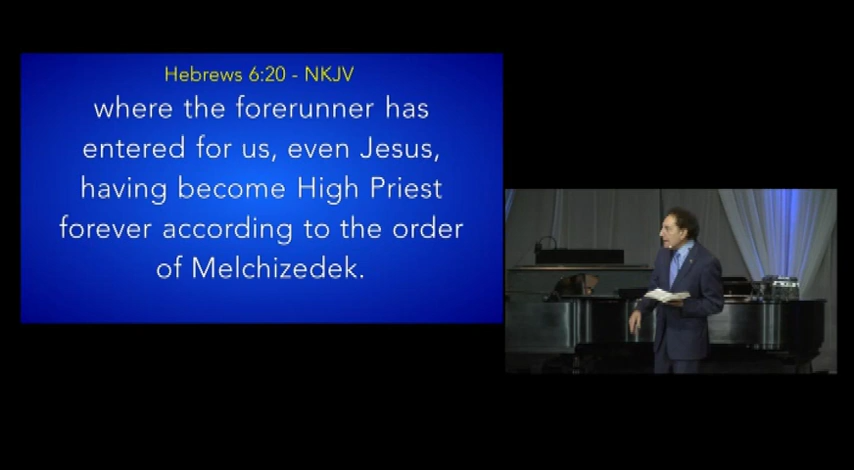 Hebrews 6:20 - NKJV
where the forerunner has
entered for us, even Jesus,
having become High Priest
forever according to the order
of Melchizedek.